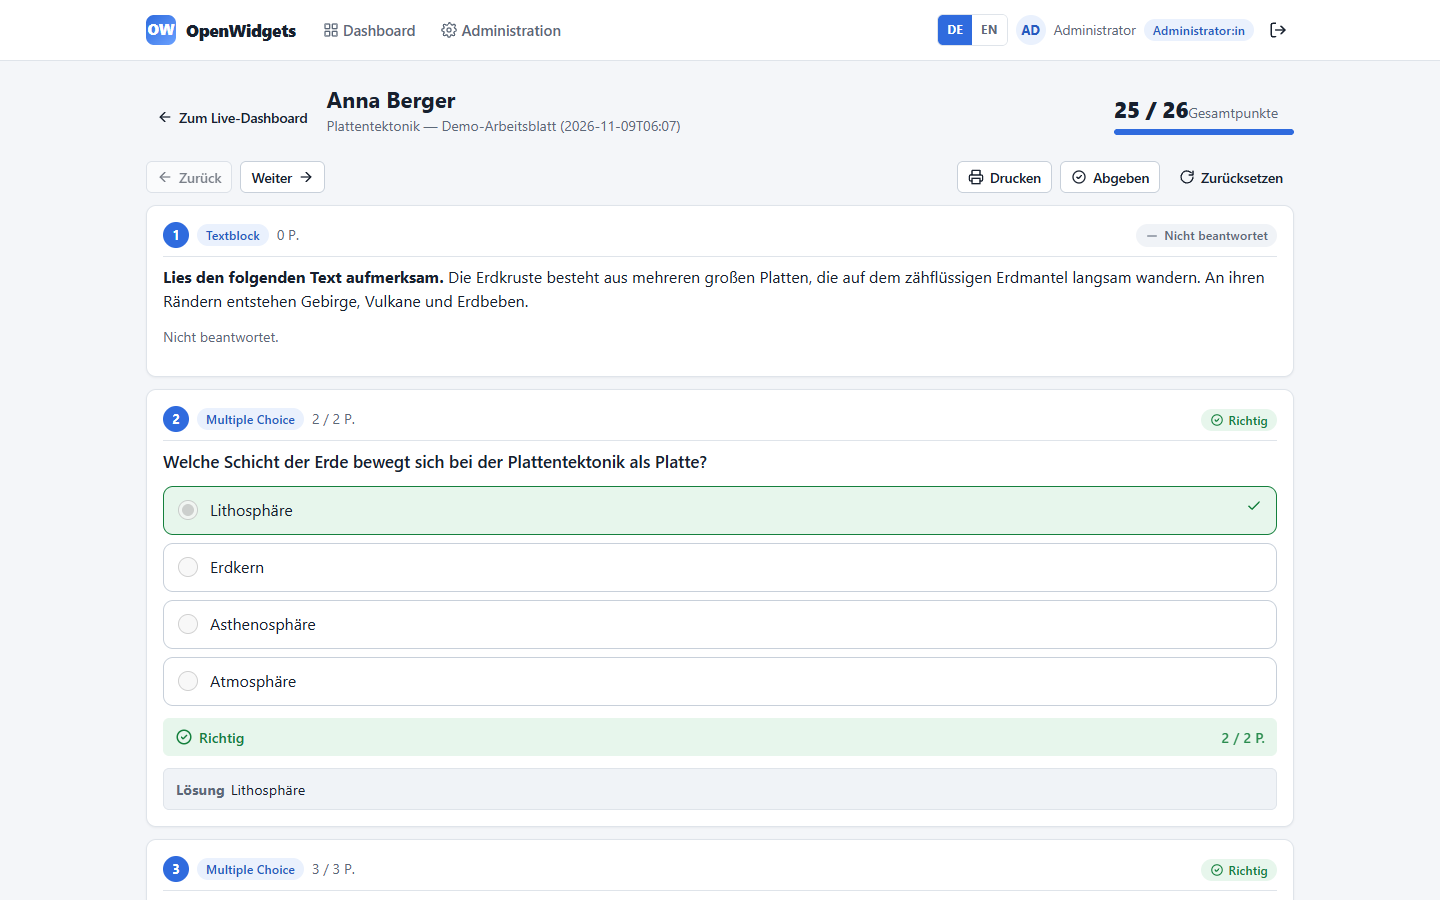 OW OpenWidgets Dashboard Administration DE EN AD Administrator Administrator:in
Zum Live-Dashboard
Anna Berger
Plattentektonik — Demo-Arbeitsblatt (2026-11-09T06:07)
25 / 26 Gesamtpunkte
Zurück Weiter Drucken Abgeben Zurücksetzen
1 Textblock 0 P. — Nicht beantwortet
Lies den folgenden Text aufmerksam. Die Erdkruste besteht aus mehreren großen Platten, die auf dem zähflüssigen Erdmantel langsam wandern. An ihren
Rändern entstehen Gebirge, Vulkane und Erdbeben.
Nicht beantwortet.
2 Multiple Choice 2 / 2 P. Richtig
Welche Schicht der Erde bewegt sich bei der Plattentektonik als Platte?
Lithosphäre
Erdkern
Asthenosphäre
Atmosphäre
Richtig 2 / 2 P.
Lösung Lithosphäre
3 Multiple Choice 3 / 3 P. Richtig